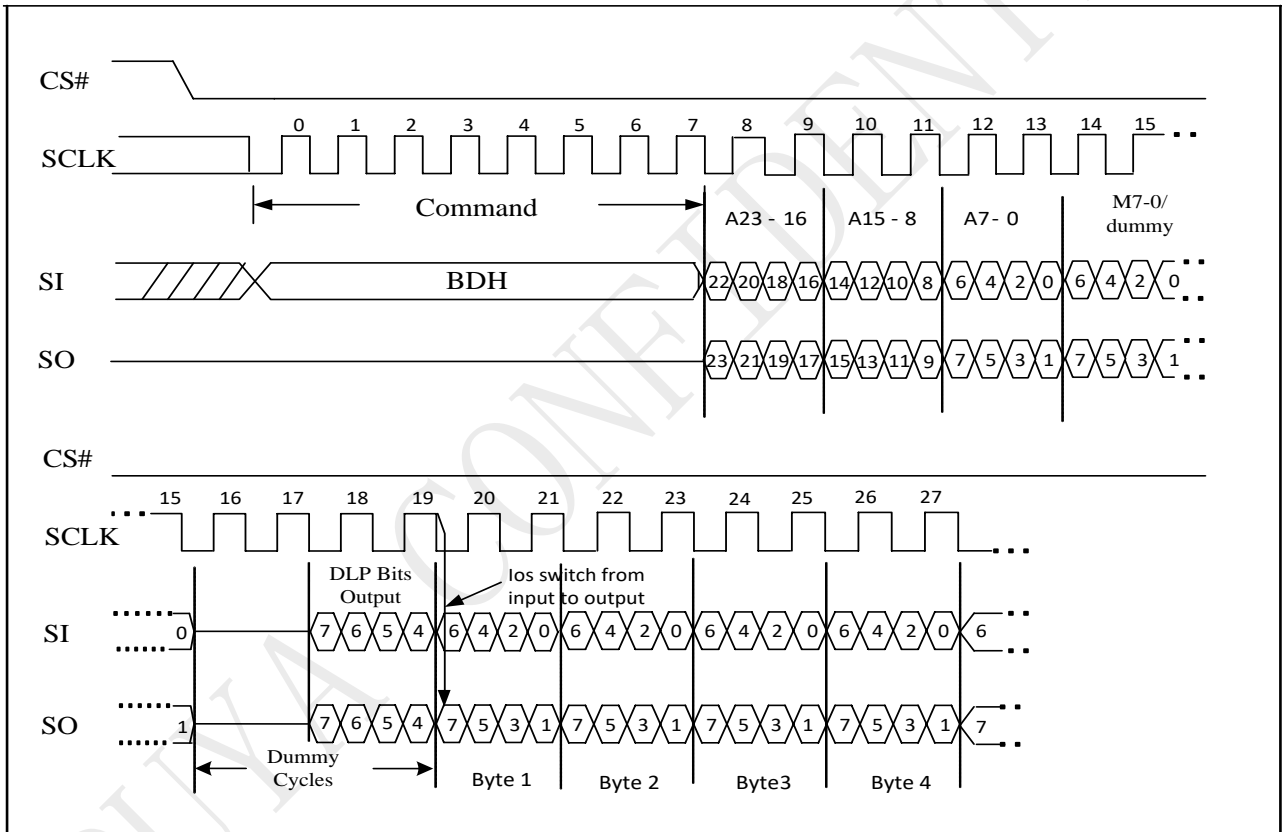 CS#
0 1 2 3 4 5 6 7 8 9 10 11 12 13 14 15
SCLK
Command
A23 - 16 A15 - 8 A7- 0 M7-0/
dummy
SI BDH 22 20 18 16 14 12 10 8 6 4 2 0 6 4 2 0
SO 23 21 19 17 15 13 11 9 7 5 3 1 7 5 3 1
CS#
15 16 17 18 19 20 21 22 23 24 25 26 27
SCLK
DLP Bits
Output
Ios switch from
input to output
SI 0 7 6 5 4 6 4 2 0 6 4 2 0 6 4 2 0 6 4 2 0 6
SO 1 7 6 5 4 7 5 3 1 7 5 3 1 7 5 3 1 7 5 3 1 7
Dummy
Cycles
Byte 1 Byte 2 Byte3 Byte 4
PUYA CONFIDENT